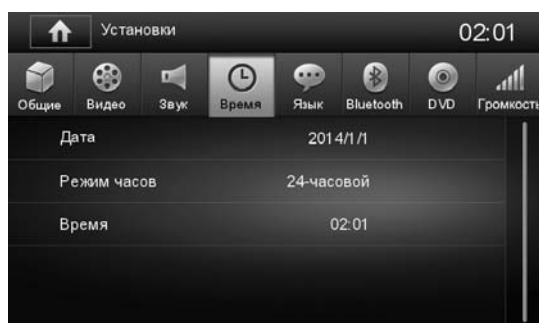 Установки 02:01
Общие Видео Звук Время Язык Bluetooth DVD Громкость
Дата 2014/1/1
Режим часов 24-часовой
Время 02:01